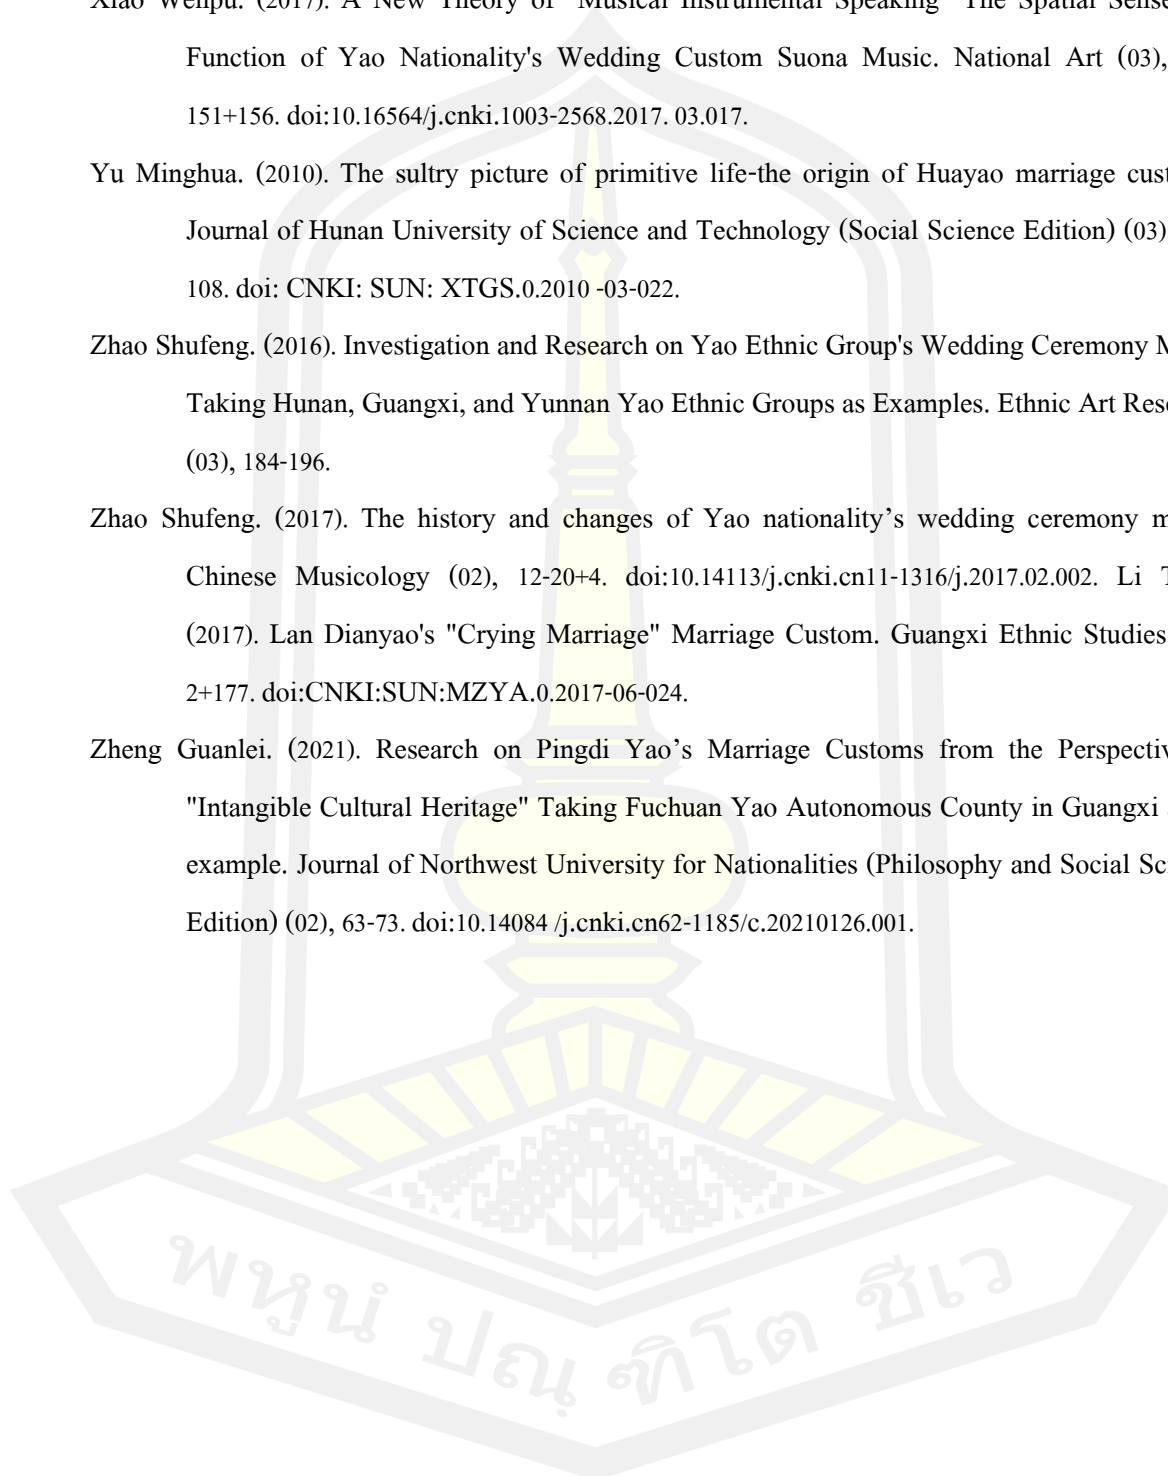 Xiao Wenpu. (2017). A New Theory of "Musical Instrumental Speaking" The Spatial Sense
Function of Yao Nationality's Wedding Custom Suona Music. National Art (03),
151+156. doi:10.16564/j.cnki.1003-2568.2017. 03.017.
Yu Minghua. (2010). The sultry picture of primitive life-the origin of Huayao marriage
Journal of Hunan University of Science and Technology (Social Science Edition) (03)
108. doi: CNKI: SUN: XTGS.0.2010 -03-022.
Zhao Shufeng. (2016). Investigation and Research on Yao Ethnic Group's Wedding Ceremony
Taking Hunan, Guangxi, and Yunnan Yao Ethnic Groups as Examples. Ethnic Art
(03), 184-196.
Zhao Shufeng. (2017). The history and changes of Yao nationality’s wedding ceremony
Chinese Musicology (02), 12-20+4. doi:10.14113/j.cnki.cn11-1316/j.2017.02.002. Li
(2017). Lan Dianyao's "Crying Marriage" Marriage Custom. Guangxi Ethnic Studies
2+177. doi:CNKI:SUN:MZYA.0.2017-06-024.
Zheng Guanlei. (2021). Research on Pingdi Yao’s Marriage Customs from the
"Intangible Cultural Heritage" Taking Fuchuan Yao Autonomous County in Guangxi
example. Journal of Northwest University for Nationalities (Philosophy and Social
Edition) (02), 63-73. doi:10.14084 /j.cnki.cn62-1185/c.20210126.001.
พหูนํ ปณฺฑิโต ชีเว